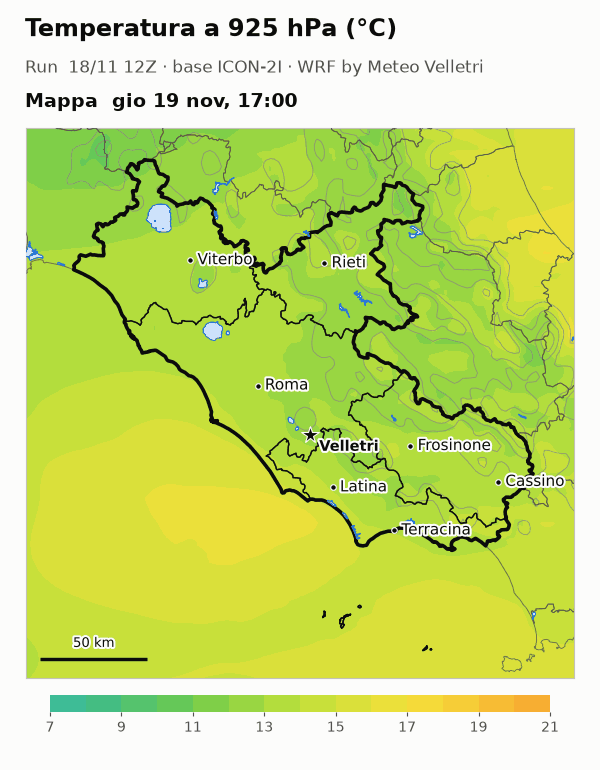 Temperatura a 925 hPa (°C)
Run  18/11 12Z · base ICON-2I · WRF by Meteo Velletri
Mappa  gio 19 nov, 17:00
Viterbo
Rieti
Roma
Velletri
Frosinone
Latina
Cassino
Terracina
50 km
7 9 11 13 15 17 19 21